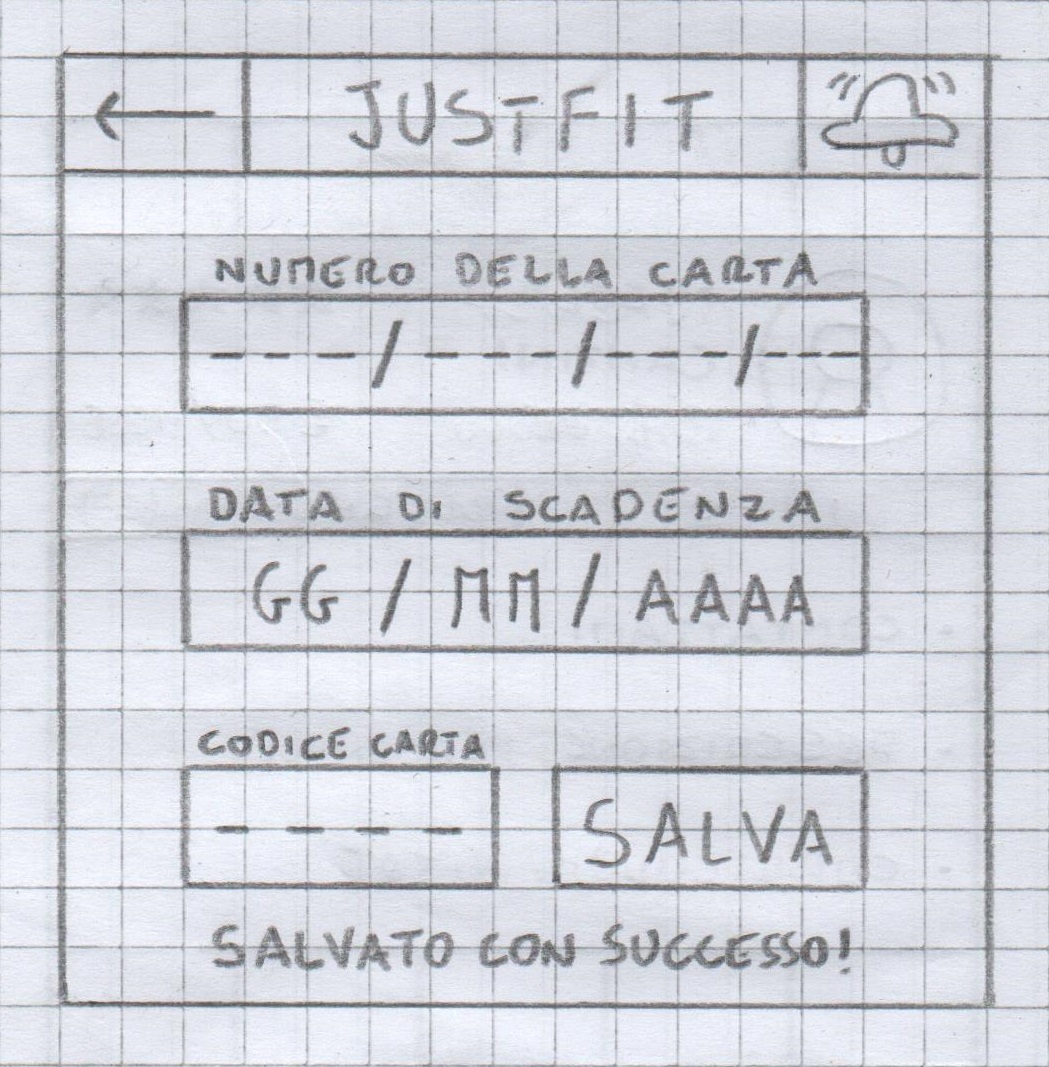 JUSTFIT
NUMERO DELLA CARTA
----/----/----/---
DATA DI SCADENZA
GG / MM / AAAA
CODICE CARTA
----
SALVA
SALVATO CON SUCCESSO!